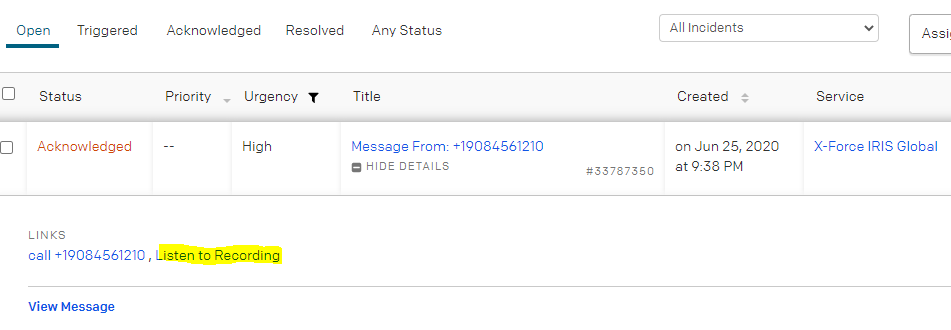 Open Triggered Acknowledged Resolved Any Status All Incidents Assi
Status Priority Urgency Title Created Service
Acknowledged -- High Message From: +19084561210 on Jun 25, 2020 X-Force IRIS Global
HIDE DETAILS #33787350 at 9:38 PM
LINKS
call +19084561210 , Listen to Recording
View Message